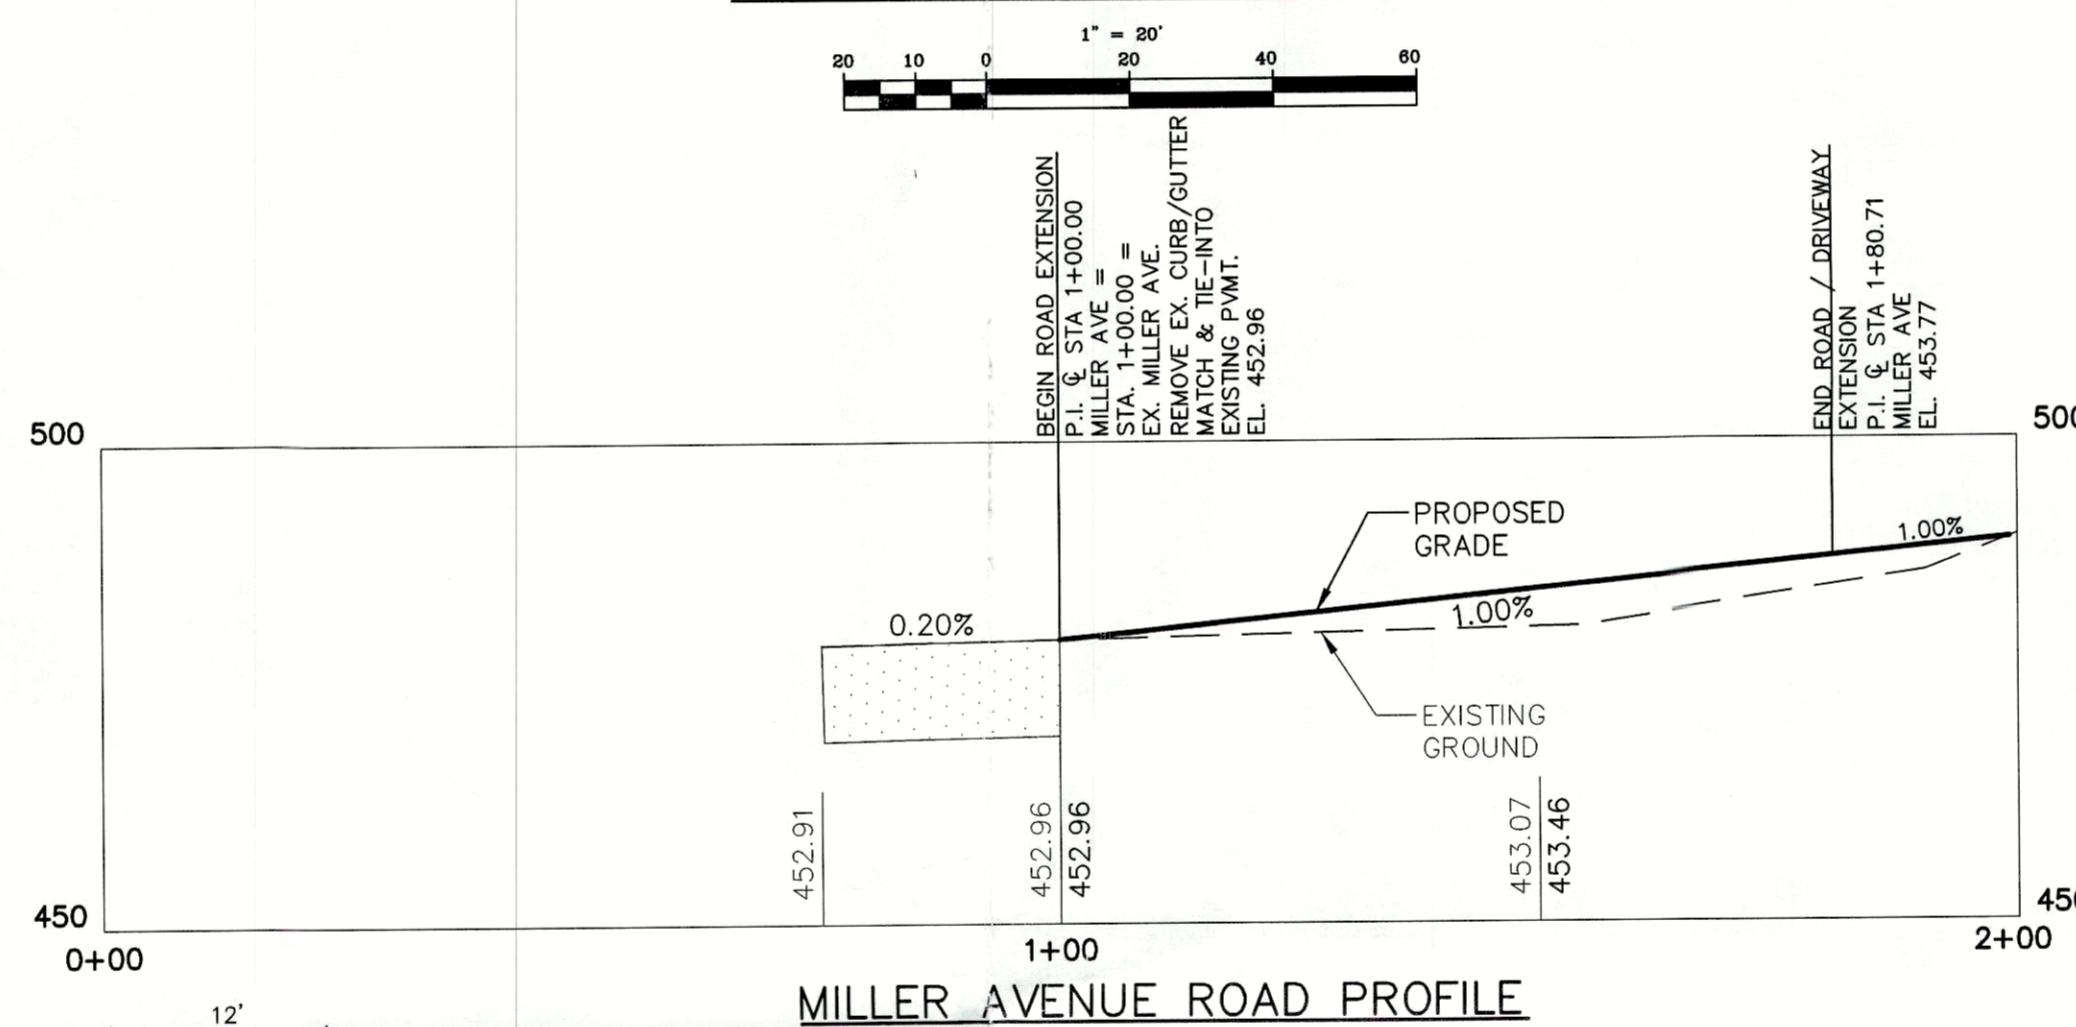 1" = 20'
20 10 0 20 40 60
BEGIN ROAD EXTENSION
P.I. ℄ STA 1+00.00
MILLER AVE =
STA. 1+00.00 =
EX. MILLER AVE.
REMOVE EX. CURB/GUTTER
MATCH & TIE-INTO
EXISTING PVMT.
EL. 452.96
END ROAD / DRIVEWAY
EXTENSION
P.I. ℄ STA 1+80.71
MILLER AVE
EL. 453.77
500
PROPOSED
GRADE
1.00%
0.20%
1.00%
EXISTING
GROUND
452.91
452.96
452.96
453.07
453.46
450
0+00
1+00
2+00
MILLER AVENUE ROAD PROFILE
12'